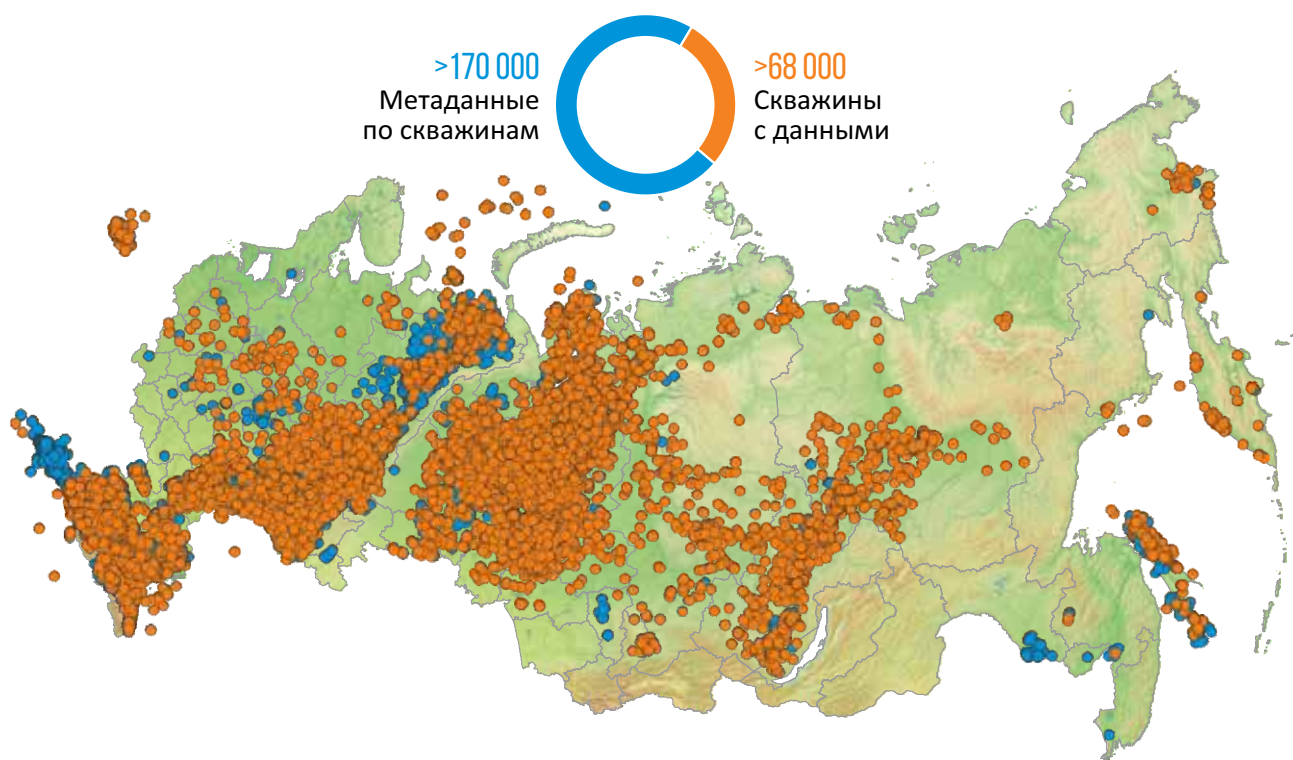 >170 000
Метаданные
по скважинам
>68 000
Скважины
с данными